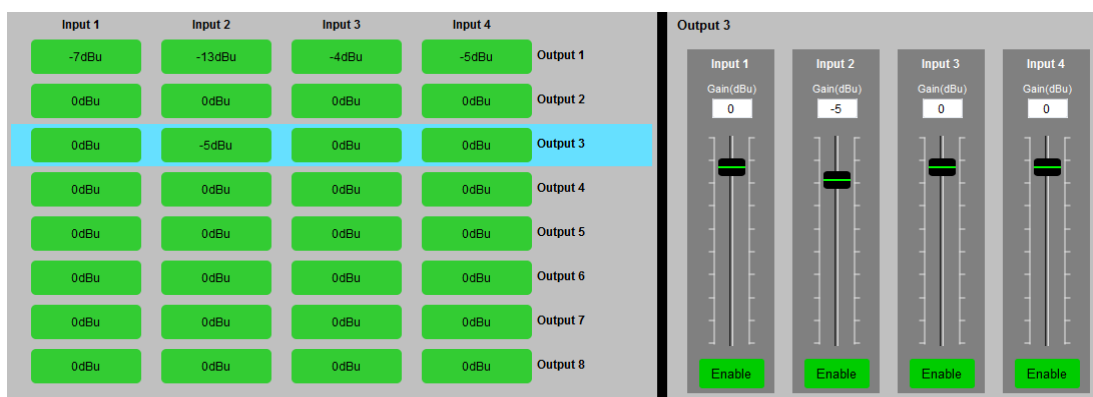 Input 1 Input 2 Input 3 Input 4
-7dBu -13dBu -4dBu -5dBu Output 1
0dBu 0dBu 0dBu 0dBu Output 2
0dBu -5dBu 0dBu 0dBu Output 3
0dBu 0dBu 0dBu 0dBu Output 4
0dBu 0dBu 0dBu 0dBu Output 5
0dBu 0dBu 0dBu 0dBu Output 6
0dBu 0dBu 0dBu 0dBu Output 7
0dBu 0dBu 0dBu 0dBu Output 8
Output 3
Input 1 Input 2 Input 3 Input 4
Gain(dBu) Gain(dBu) Gain(dBu) Gain(dBu)
0 -5 0 0
Enable Enable Enable Enable